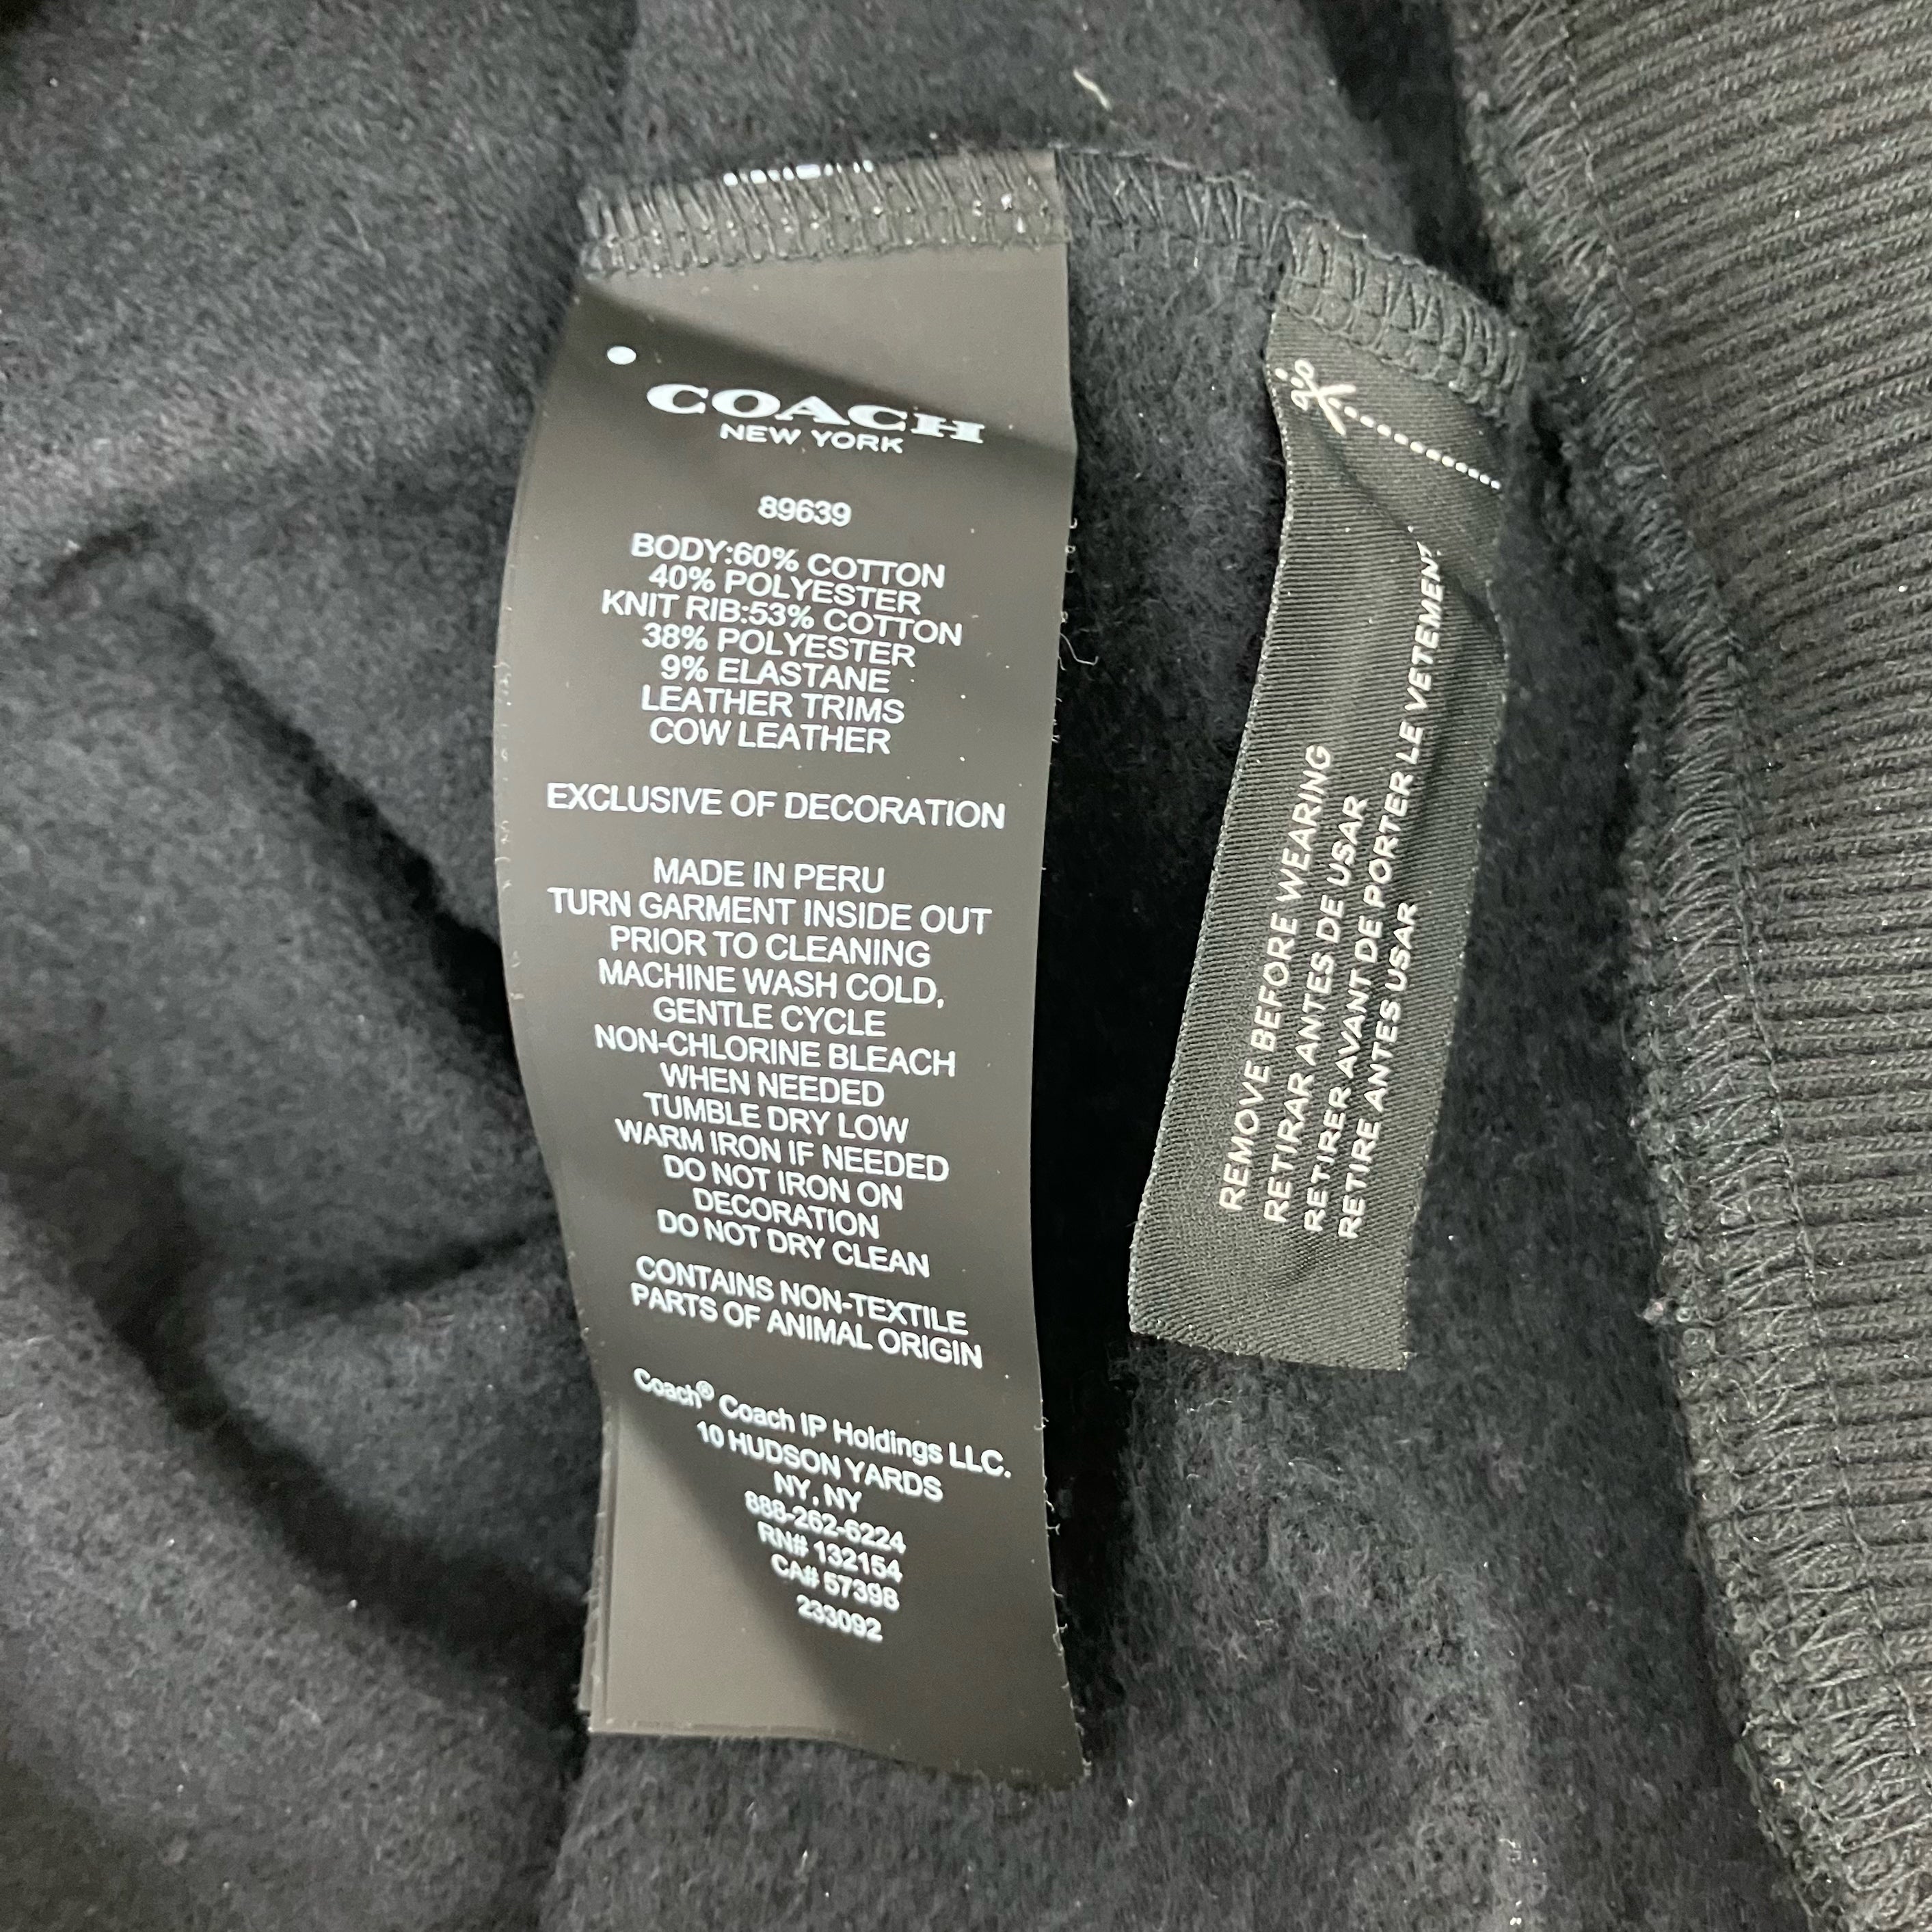 COACH
NEW YORK
89639
BODY:60% COTTON
40% POLYESTER
KNIT RIB:53% COTTON
38% POLYESTER
9% ELASTANE
LEATHER TRIMS
COW LEATHER
EXCLUSIVE OF DECORATION
MADE IN PERU
TURN GARMENT INSIDE OUT
PRIOR TO CLEANING
MACHINE WASH COLD,
GENTLE CYCLE
NON-CHLORINE BLEACH
WHEN NEEDED
TUMBLE DRY LOW
WARM IRON IF NEEDED
DO NOT IRON ON
DECORATION
DO NOT DRY CLEAN
CONTAINS NON-TEXTILE
PARTS OF ANIMAL ORIGIN
Coach® Coach IP Holdings LLC.
10 HUDSON YARDS
NY, NY
888-262-6224
RN# 132154
CA# 57398
233092
REMOVE BEFORE WEARING
RETIRAR ANTES DE USAR
RETIRER AVANT DE PORTER LE VETEMENT
RETIRE ANTES USAR